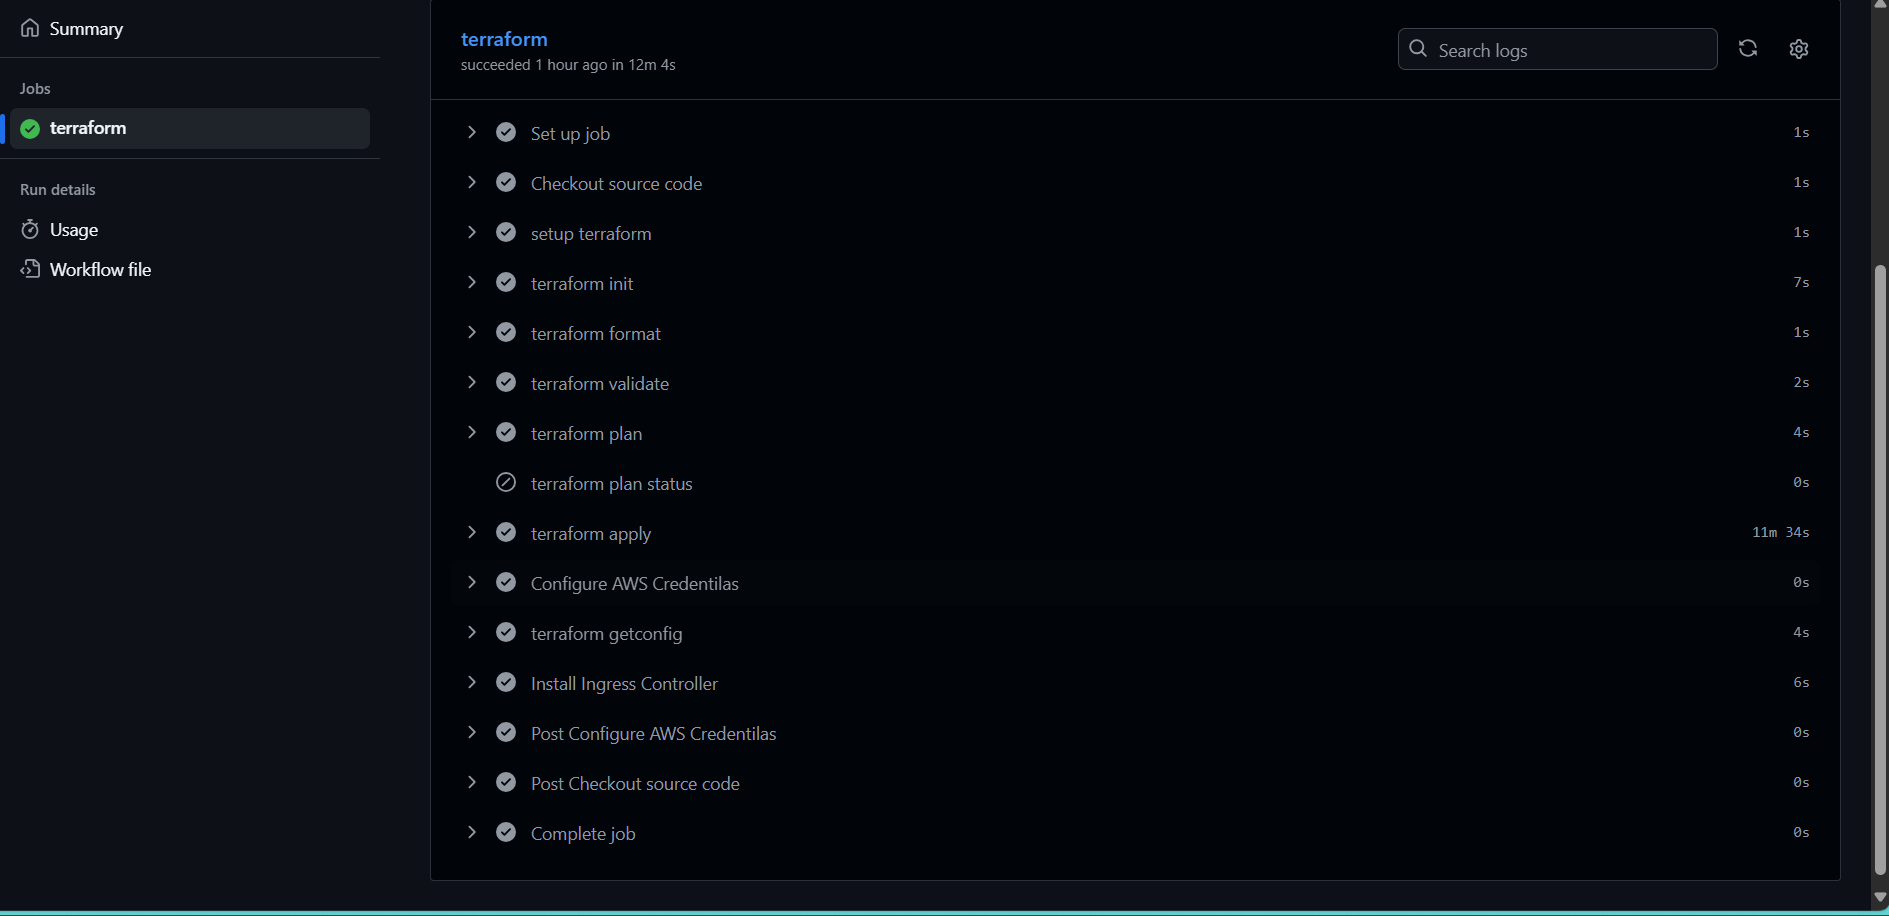 Summary
Jobs
terraform
Run details
Usage
Workflow file
terraform
succeeded 1 hour ago in 12m 4s
Search logs
Set up job 1s
Checkout source code 1s
setup terraform 1s
terraform init 7s
terraform format 1s
terraform validate 2s
terraform plan 4s
terraform plan status 0s
terraform apply 11m 34s
Configure AWS Credentilas 0s
terraform getconfig 4s
Install Ingress Controller 6s
Post Configure AWS Credentilas 0s
Post Checkout source code 0s
Complete job 0s